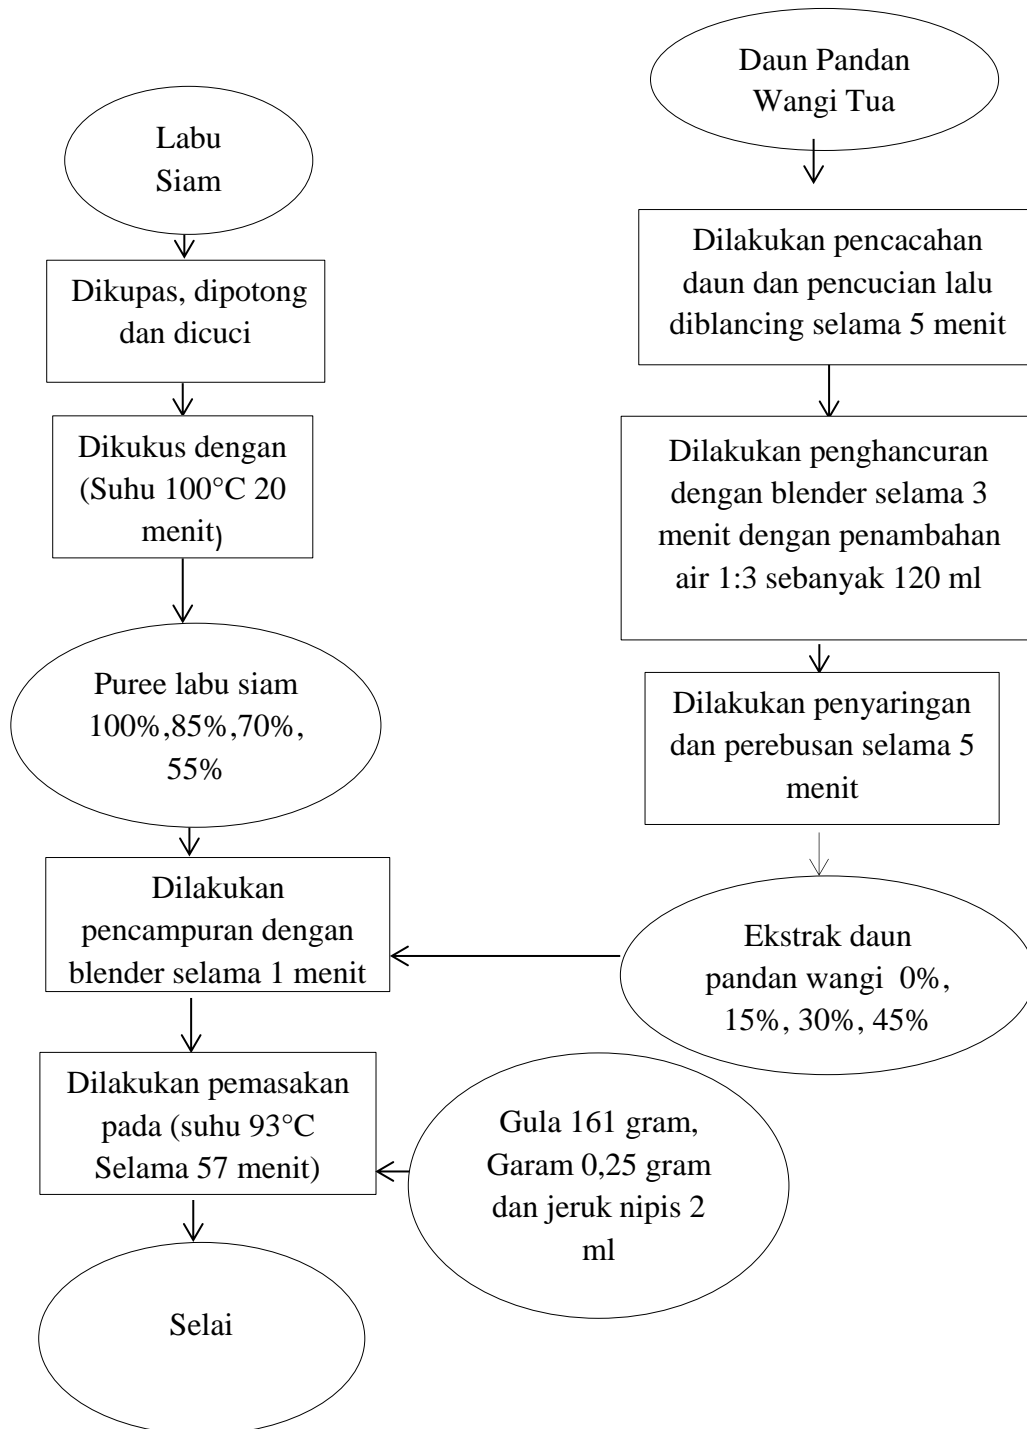 Labu
Siam
Dikupas, dipotong
dan dicuci
Dikukus dengan
(Suhu 100°C 20
menit)
Puree labu siam
100%,85%,70%,
55%
Dilakukan
pencampuran dengan
blender selama 1 menit
Dilakukan pemasakan
pada (suhu 93°C
Selama 57 menit)
Selai
Daun Pandan
Wangi Tua
Dilakukan pencacahan
daun dan pencucian lalu
diblancing selama 5 menit
Dilakukan penghancuran
dengan blender selama 3
menit dengan penambahan
air 1:3 sebanyak 120 ml
Dilakukan penyaringan
dan perebusan selama 5
menit
Ekstrak daun
pandan wangi 0%,
15%, 30%, 45%
Gula 161 gram,
Garam 0,25 gram
dan jeruk nipis 2
ml